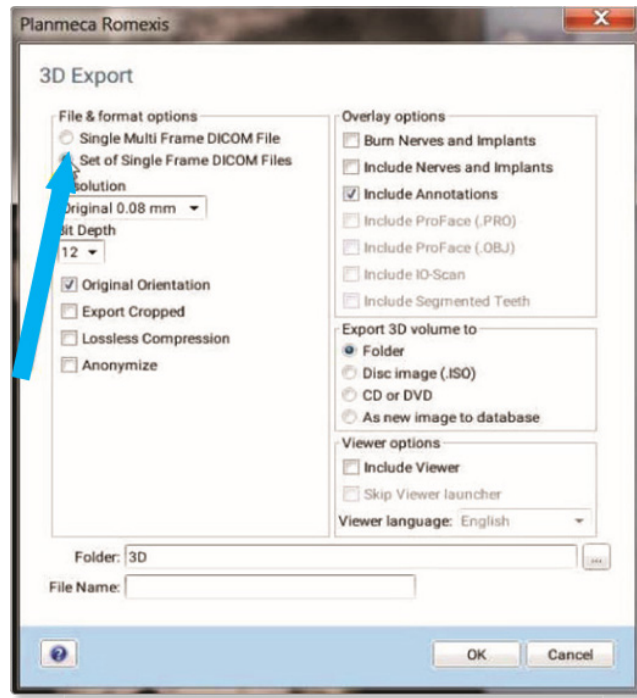 Planmeca Romexis
3D Export
File & format options
Single Multi Frame DICOM File
Set of Single Frame DICOM Files
solution
Original 0.08 mm
Bit Depth
12
Original Orientation
Export Cropped
Lossless Compression
Anonymize
Overlay options
Burn Nerves and Implants
Include Nerves and Implants
Include Annotations
Include ProFace (.PRO)
Include ProFace (.OBJ)
Include IO-Scan
Include Segmented Teeth
Export 3D volume to
Folder
Disc image (.ISO)
CD or DVD
As new image to database
Viewer options
Include Viewer
Skip Viewer launcher
Viewer language: English
Folder: 3D
...
File Name:
?
OK
Cancel